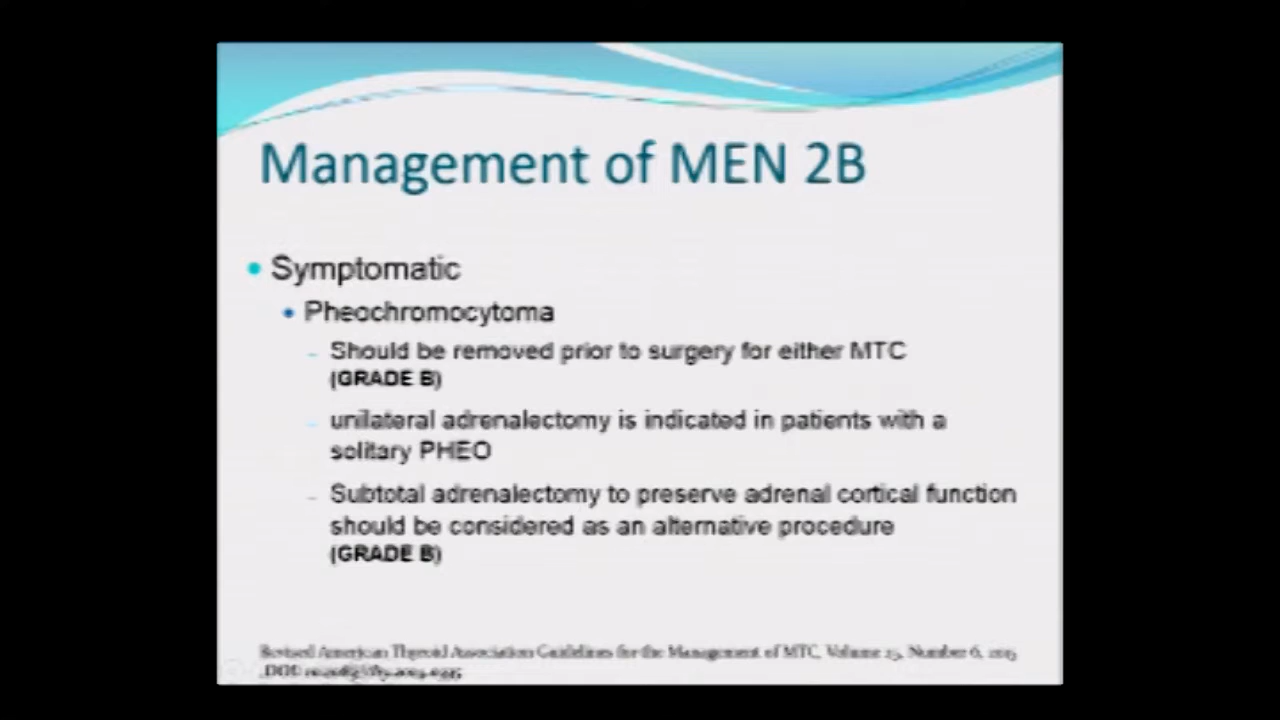 Management of MEN 2B
Symptomatic
Pheochromocytoma
Should be removed prior to surgery for either MTC
(GRADE B)
unilateral adrenalectomy is indicated in patients with a
solitary PHEO
Subtotal adrenalectomy to preserve adrenal cortical function
should be considered as an alternative procedure
(GRADE B)
Revised American Thyroid Association Guidelines for the Management of MTC, Volume 25, Number 6, 2015
.DOI: